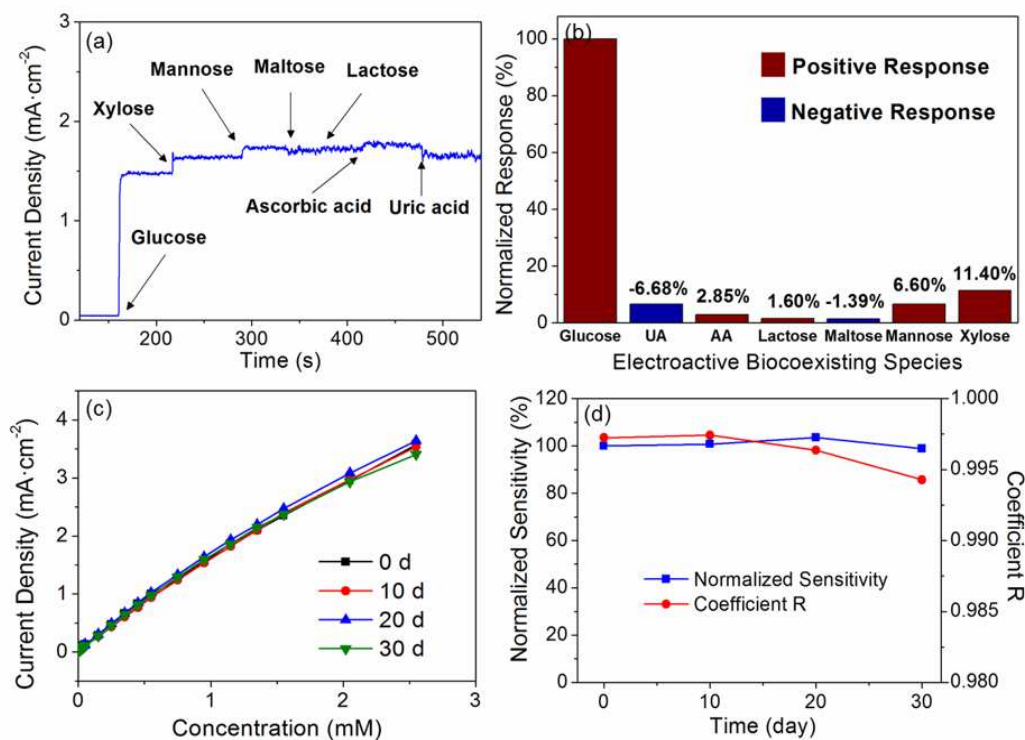 (a)
3
2
1
0
Current Density (mA·cm⁻²)
Xylose
Mannose
Maltose
Lactose
Ascorbic acid
Uric acid
Glucose
200
300
400
500
Time (s)
(b)
100
80
60
40
20
0
Normalized Response (%)
Positive Response
Negative Response
-6.68%
2.85%
1.60%
-1.39%
6.60%
11.40%
Glucose
UA
AA
Lactose
Maltose
Mannose
Xylose
Electroactive Biocoexisting Species
(c)
4
3
2
1
0
Current Density (mA·cm⁻²)
0 d
10 d
20 d
30 d
0
1
2
3
Concentration (mM)
(d)
120
100
80
60
40
20
0
Normalized Sensitivity (%)
Normalized Sensitivity
Coefficient R
1.000
0.995
0.990
0.985
0.980
Coefficient R
0
10
20
30
Time (day)